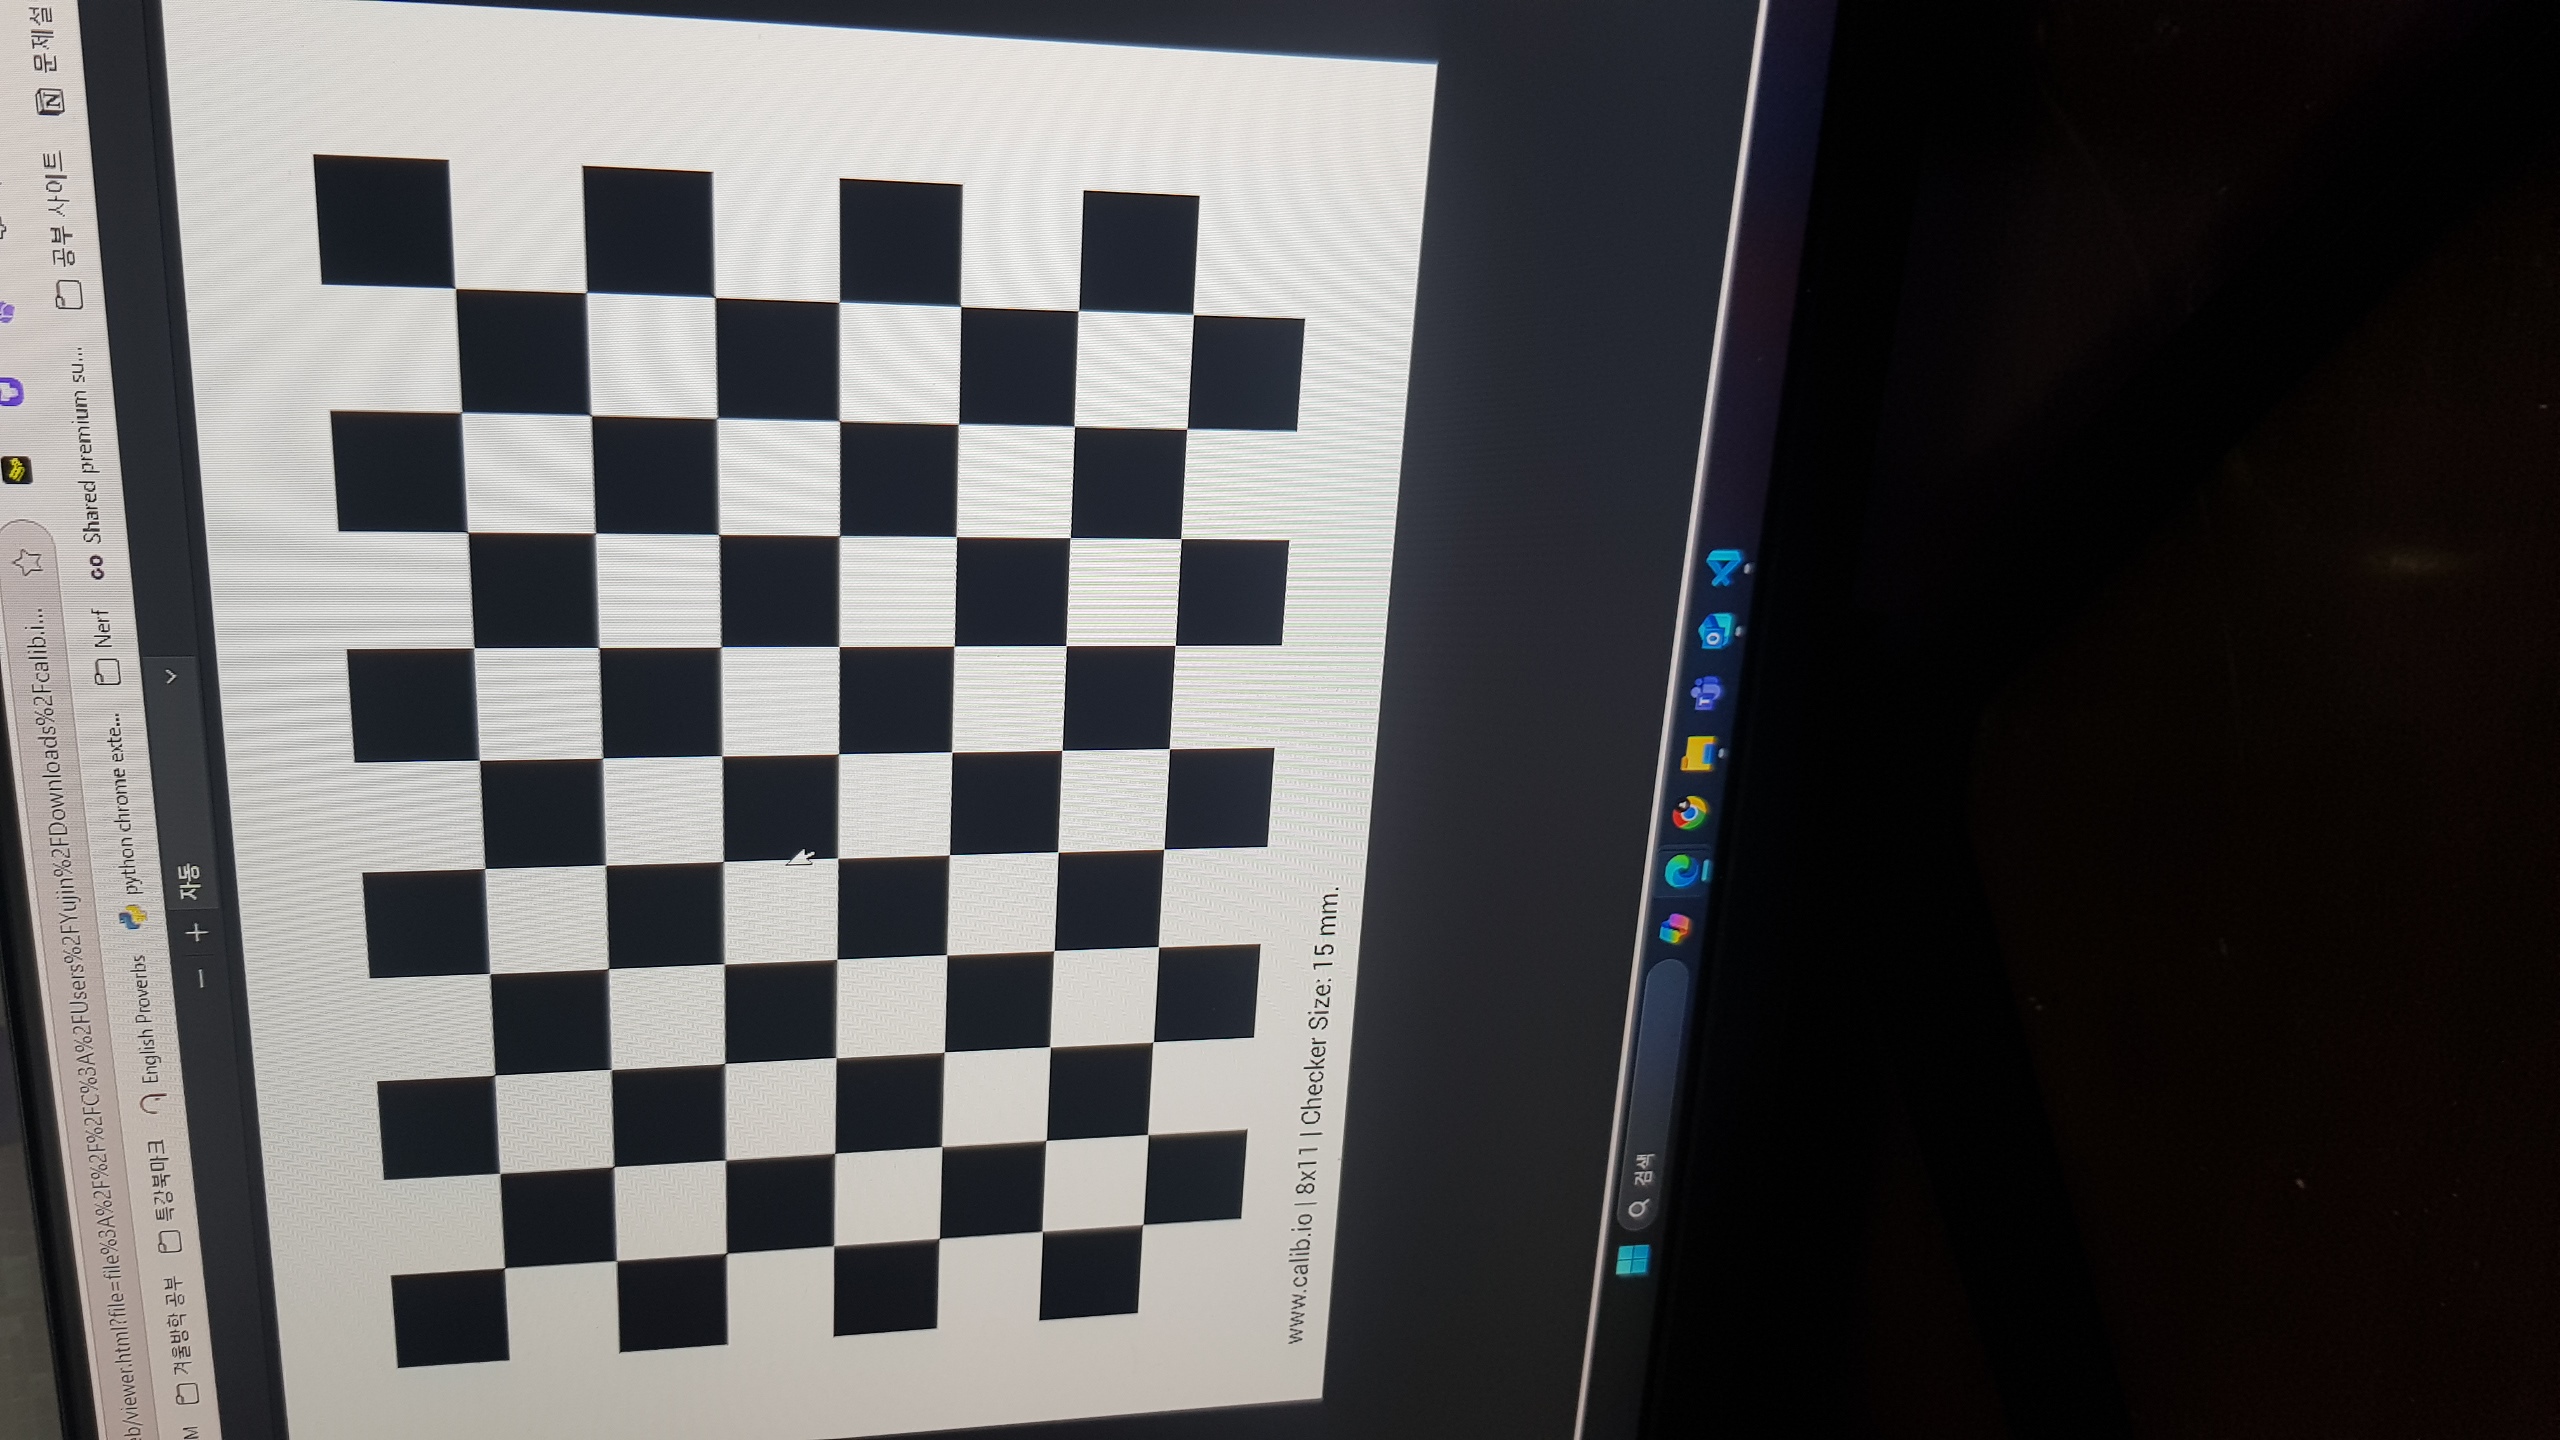 eb/viewer.html?file=file%3A%2F%2F%2FC%3A%2FUsers%2FYujin%2FDownloads%2Fcalib.i...
M 겨울방학 공부 특강북마크 English Proverbs python chrome exte... Nerf Shared premium su... 공부 사이트 문제설
— + 자동
www.calib.io | 8x11 | Checker Size: 15 mm.
검색